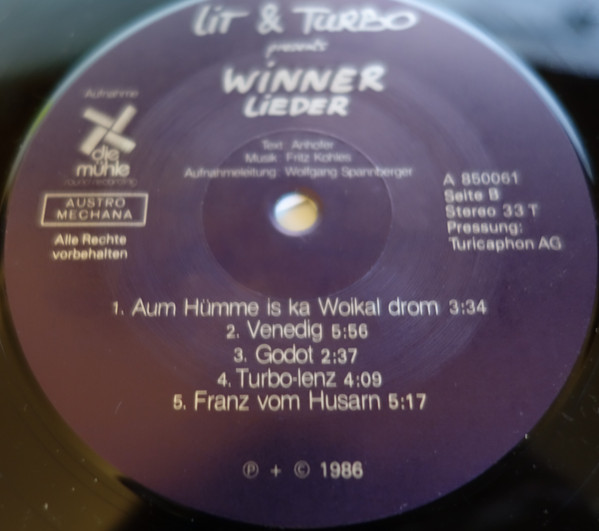 LiT & TURBO
presents
WiNNER
LiEDER
Text: Anhofer
Musik: Fritz Kohles
Aufnahmeleitung: Wolfgang Spannberger
Aufnahme
die
mühle
AUSTRO
MECHANA
Alle Rechte
vorbehalten
A 850061
Seite B
Stereo 33 T
Pressung:
Turicaphon AG
1. Aum Hümme is ka Woikal drom 3:34
2. Venedig 5:56
3. Godot 2:37
4. Turbo-lenz 4:09
5. Franz vom Husarn 5:17
℗ + © 1986